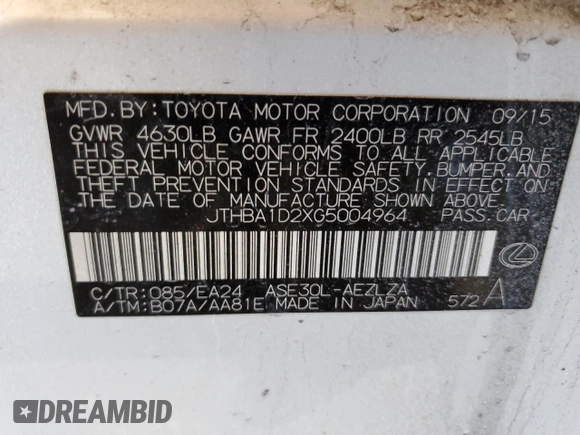 MFD. BY: TOYOTA MOTOR CORPORATION 09/15
GVWR 4630LB GAWR FR 2400LB RR 2545LB
THIS VEHICLE CONFORMS TO ALL APPLICABLE
FEDERAL MOTOR VEHICLE SAFETY, BUMPER, AND
THEFT PREVENTION STANDARDS IN EFFECT ON
THE DATE OF MANUFACTURE SHOWN ABOVE.
JTHBA1D2XG5004964 PASS. CAR
C/TR: 085/EA24 ASE30L-AEZLZA
A/TM: B07A/AA81E MADE IN JAPAN 572 A
DREAMBID